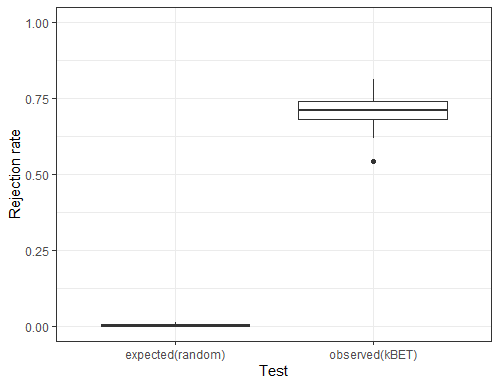 1.00
0.75
0.50
0.25
0.00
Rejection rate
expected(random)
observed(kBET)
Test